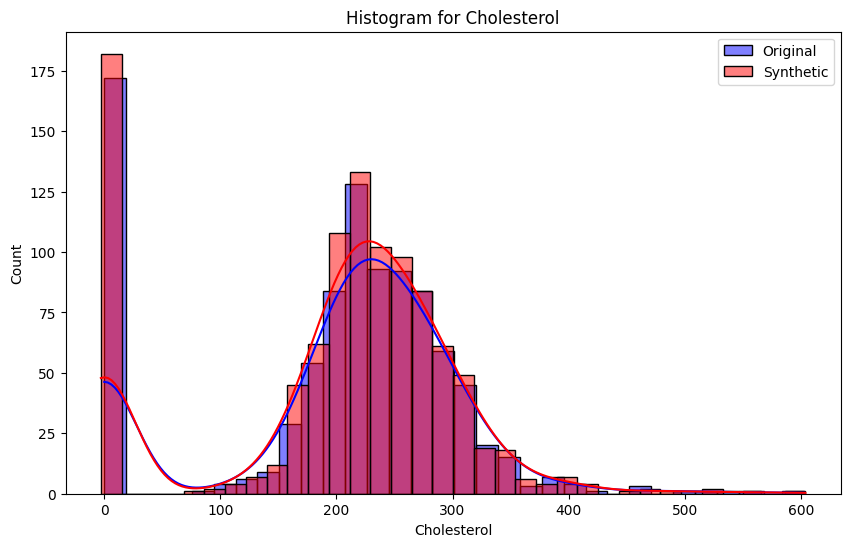 Histogram for Cholesterol
Original
Synthetic
175
150
125
100
75
50
25
0
Count
0 100 200 300 400 500 600
Cholesterol